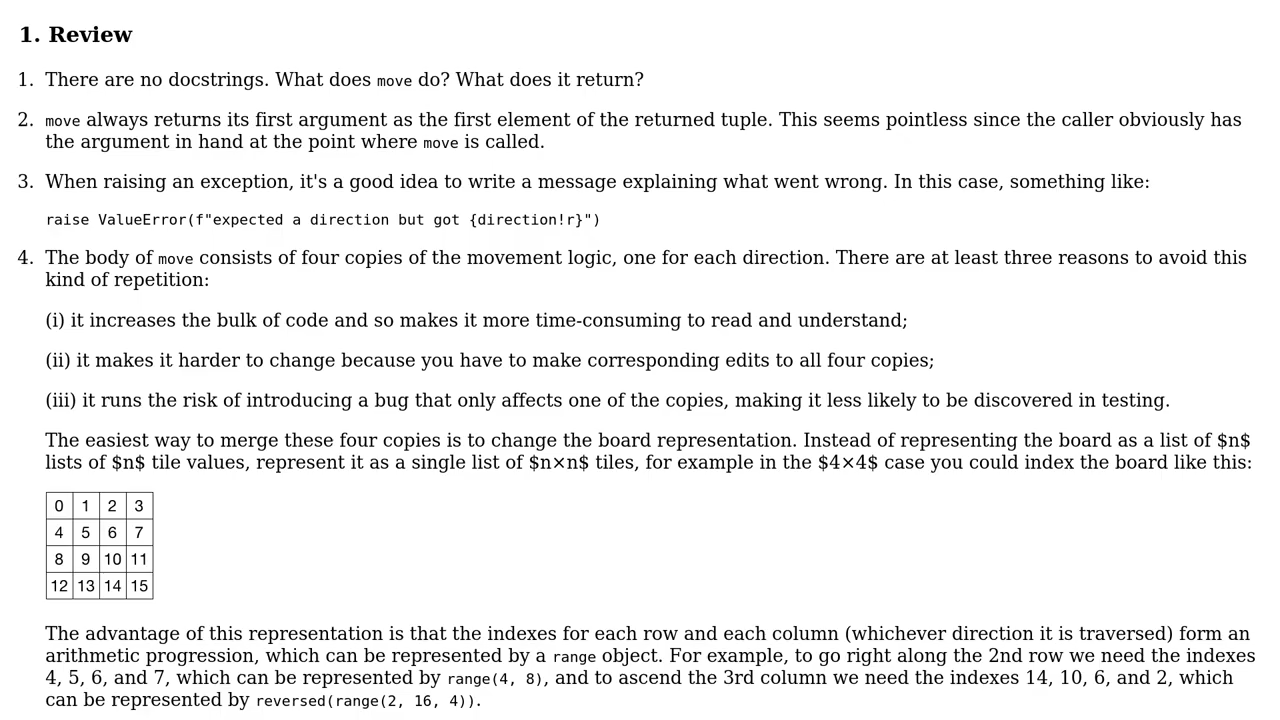 1. Review
1. There are no docstrings. What does move do? What does it return?
2. move always returns its first argument as the first element of the returned tuple. This seems pointless since the caller obviously has
the argument in hand at the point where move is called.
3. When raising an exception, it's a good idea to write a message explaining what went wrong. In this case, something like:
raise ValueError(f"expected a direction but got {direction!r}")
4. The body of move consists of four copies of the movement logic, one for each direction. There are at least three reasons to avoid this
kind of repetition:
(i) it increases the bulk of code and so makes it more time-consuming to read and understand;
(ii) it makes it harder to change because you have to make corresponding edits to all four copies;
(iii) it runs the risk of introducing a bug that only affects one of the copies, making it less likely to be discovered in testing.
The easiest way to merge these four copies is to change the board representation. Instead of representing the board as a list of $n$
lists of $n$ tile values, represent it as a single list of $n×n$ tiles, for example in the $4×4$ case you could index the board like this:
0 1 2 3
4 5 6 7
8 9 10 11
12 13 14 15
The advantage of this representation is that the indexes for each row and each column (whichever direction it is traversed) form an
arithmetic progression, which can be represented by a range object. For example, to go right along the 2nd row we need the indexes
4, 5, 6, and 7, which can be represented by range(4, 8), and to ascend the 3rd column we need the indexes 14, 10, 6, and 2, which
can be represented by reversed(range(2, 16, 4)).